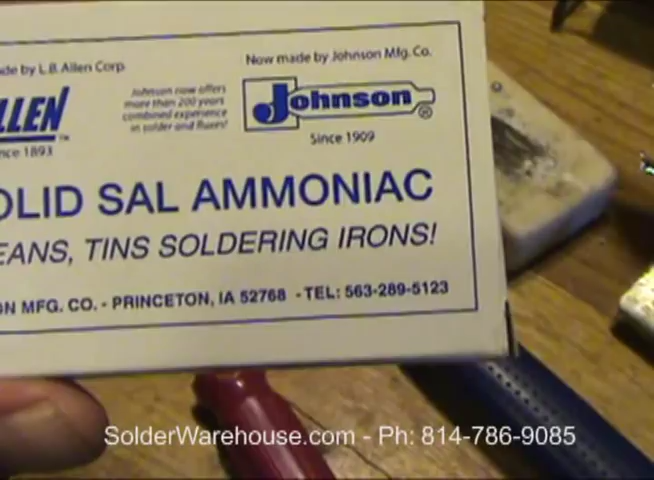 de by L.B. Allen Corp
Now made by Johnson Mfg. Co.
LLEN
TM
nce 1893
Johnson now offers
more than 200 years
combined experience
in solder and fluxes!
Johnson
®
Since 1909
OLID SAL AMMONIAC
EANS, TINS SOLDERING IRONS!
ON MFG. CO. - PRINCETON, IA 52768 - TEL: 563-289-5123
SolderWarehouse.com - Ph: 814-786-9085